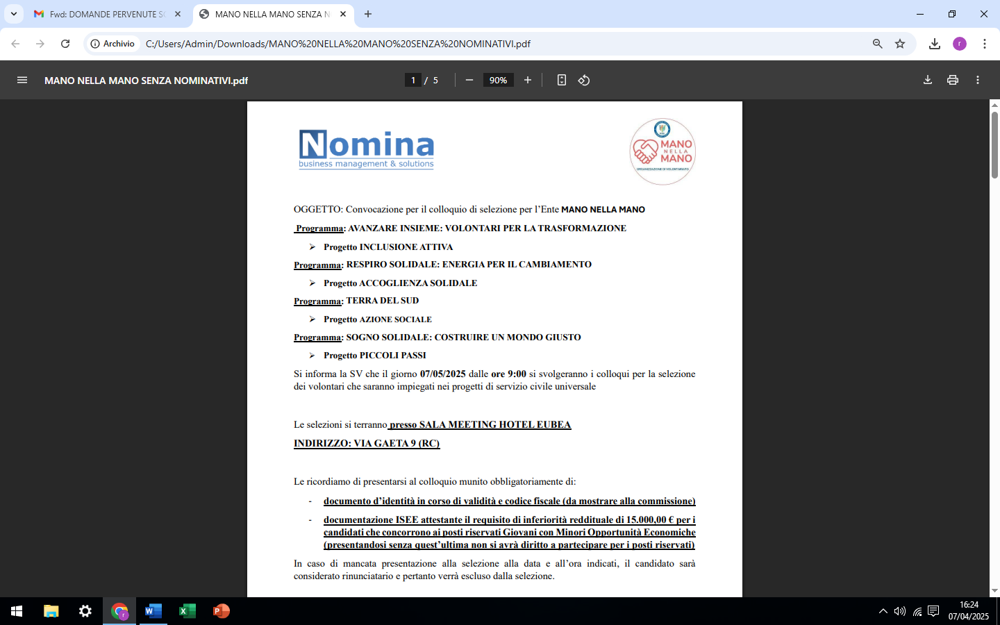 Fwd: DOMANDE PERVENUTE S
MANO NELLA MANO SENZA N
Archivio
C:/Users/Admin/Downloads/MANO%20NELLA%20MANO%20SENZA%20NOMINATIVI.pdf
r
MANO NELLA MANO SENZA NOMINATIVI.pdf
1 / 5
90%
Nomina
business management & solutions
MANO
NELLA
MANO
ORGANIZZAZIONE DI VOLONTARIATO
OGGETTO: Convocazione per il colloquio di selezione per l’Ente MANO NELLA MANO
Programma: AVANZARE INSIEME: VOLONTARI PER LA TRASFORMAZIONE
➢ Progetto INCLUSIONE ATTIVA
Programma: RESPIRO SOLIDALE: ENERGIA PER IL CAMBIAMENTO
➢ Progetto ACCOGLIENZA SOLIDALE
Programma: TERRA DEL SUD
➢ Progetto AZIONE SOCIALE
Programma: SOGNO SOLIDALE: COSTRUIRE UN MONDO GIUSTO
➢ Progetto PICCOLI PASSI
Si informa la SV che il giorno 07/05/2025 dalle ore 9:00 si svolgeranno i colloqui per la selezione
dei volontari che saranno impiegati nei progetti di servizio civile universale
Le selezioni si terranno presso SALA MEETING HOTEL EUBEA
INDIRIZZO: VIA GAETA 9 (RC)
Le ricordiamo di presentarsi al colloquio munito obbligatoriamente di:
- documento d’identità in corso di validità e codice fiscale (da mostrare alla commissione)
- documentazione ISEE attestante il requisito di inferiorità reddituale di 15.000,00 € per i
candidati che concorrono ai posti riservati Giovani con Minori Opportunità Economiche
(presentandosi senza quest’ultima non si avrà diritto a partecipare per i posti riservati)
In caso di mancata presentazione alla selezione alla data e all’ora indicati, il candidato sarà
considerato rinunciatario e pertanto verrà escluso dalla selezione.
16:24
07/04/2025